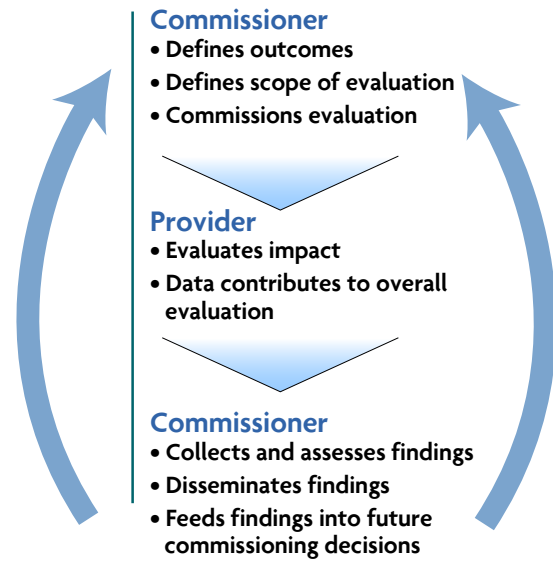 Commissioner
• Defines outcomes
• Defines scope of evaluation
• Commissions evaluation
Provider
• Evaluates impact
• Data contributes to overall
evaluation
Commissioner
• Collects and assesses findings
• Disseminates findings
• Feeds findings into future
commissioning decisions